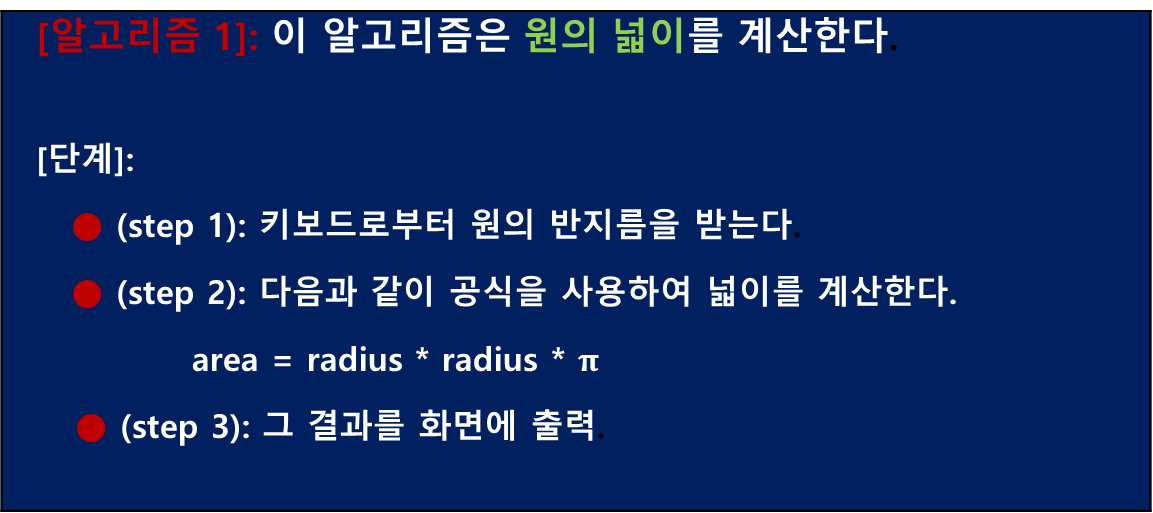 [알고리즘 1]: 이 알고리즘은 원의 넓이를 계산한다.
[단계]:
● (step 1): 키보드로부터 원의 반지름을 받는다.
● (step 2): 다음과 같이 공식을 사용하여 넓이를 계산한다.
area = radius * radius * π
● (step 3): 그 결과를 화면에 출력.